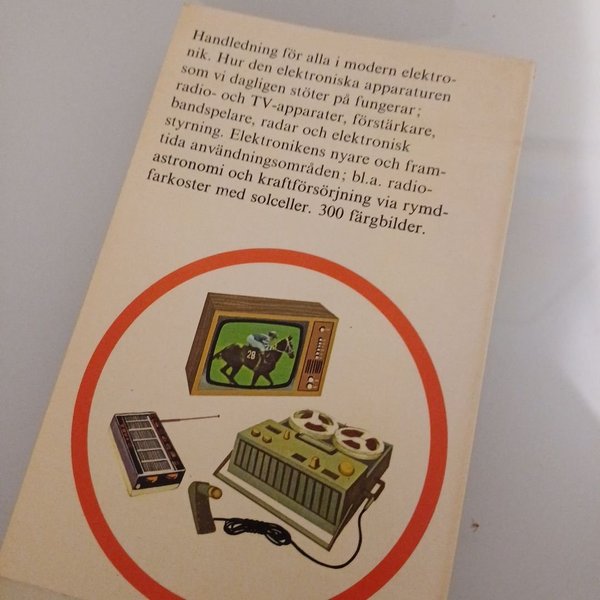 Handledning för alla i modern elektro-
nik. Hur den elektroniska apparaturen
som vi dagligen stöter på fungerar;
radio- och TV-apparater, förstärkare,
bandspelare, radar och elektronisk
styrning. Elektronikens nyare och fram-
tida användningsområden; bl.a. radio-
astronomi och kraftförsörjning via rymd-
farkoster med solceller. 300 färgbilder.
28